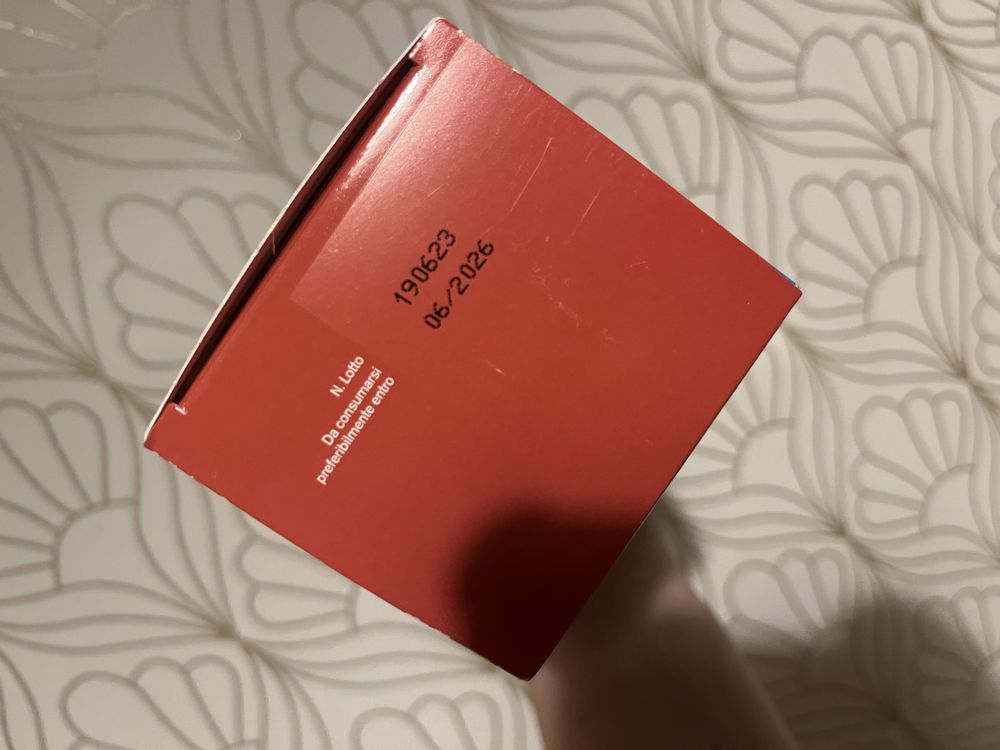 N. Lotto
190623
Da consumarsi
preferibilmente entro
06/2026